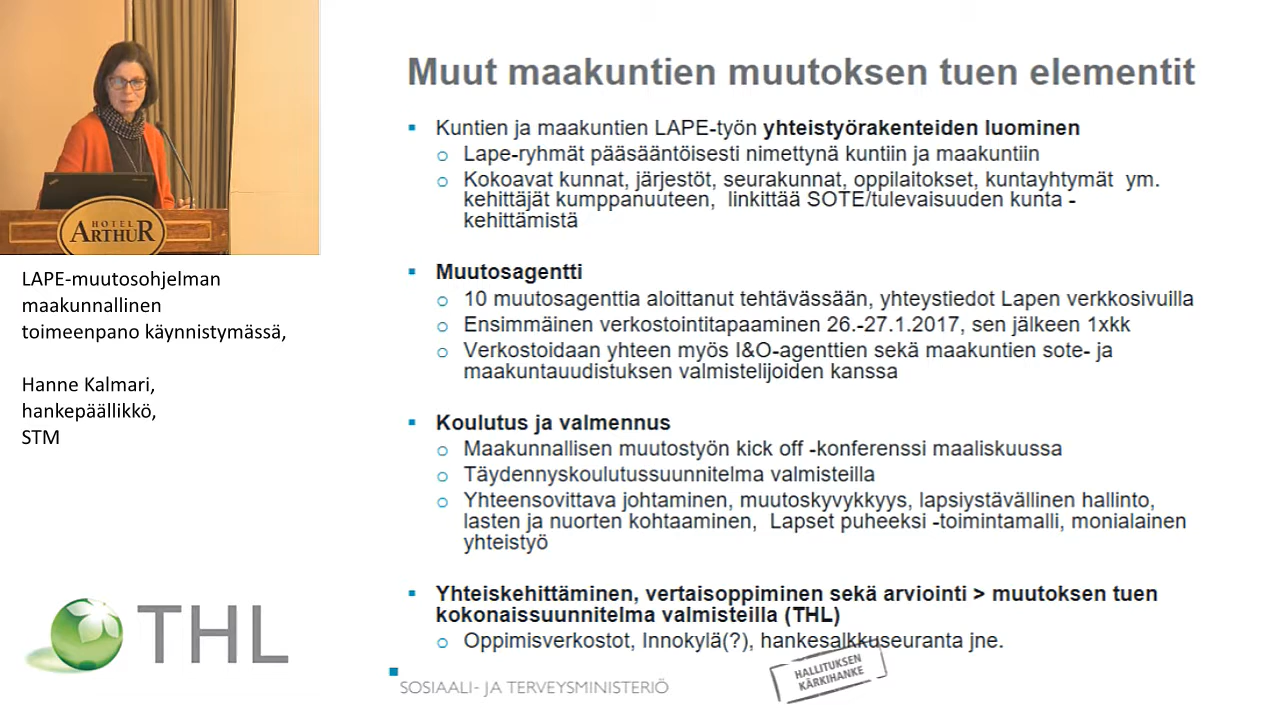 HOTEL
ARTHUR
LAPE-muutosohjelman
maakunnallinen
toimeenpano käynnistymässä,
Hanne Kalmari,
hankepäällikkö,
STM
THL
Muut maakuntien muutoksen tuen elementit
Kuntien ja maakuntien LAPE-työn yhteistyörakenteiden luominen
Lape-ryhmät pääsääntöisesti nimettynä kuntiin ja maakuntiin
Kokoavat kunnat, järjestöt, seurakunnat, oppilaitokset, kuntayhtymät ym.
kehittäjät kumppanuuteen, linkittää SOTE/tulevaisuuden kunta -
kehittämistä
Muutosagentti
10 muutosagenttia aloittanut tehtävässään, yhteystiedot Lapen verkkosivuilla
Ensimmäinen verkostointitapaaminen 26.-27.1.2017, sen jälkeen 1xkk
Verkostoidaan yhteen myös I&O-agenttien sekä maakuntien sote- ja
maakuntauudistuksen valmistelijoiden kanssa
Koulutus ja valmennus
Maakunnallisen muutostyön kick off -konferenssi maaliskuussa
Täydennyskoulutussuunnitelma valmisteilla
Yhteensovittava johtaminen, muutoskyvykkyys, lapsiystävällinen hallinto,
lasten ja nuorten kohtaaminen, Lapset puheeksi -toimintamalli, monialainen
yhteistyö
Yhteiskehittäminen, vertaisoppiminen sekä arviointi > muutoksen tuen
kokonaissuunnitelma valmisteilla (THL)
Oppimisverkostot, Innokylä(?), hankesalkkuseuranta jne.
SOSIAALI- JA TERVEYSMINISTERIÖ
HALLITUKSEN
KÄRKIHANKE